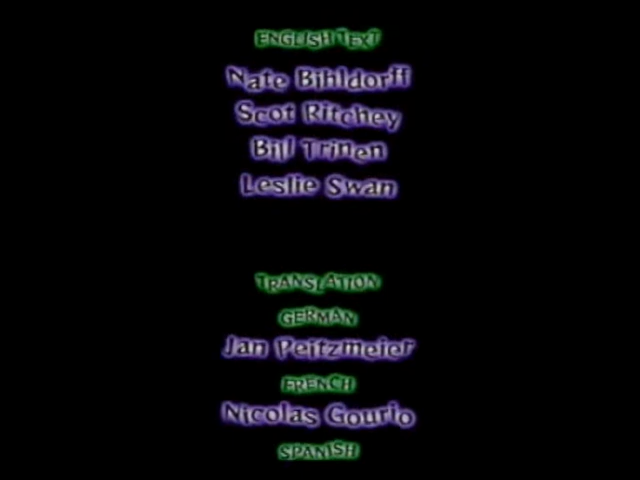 ENGLISH TEXT
Nate Bihldorff
Scot Ritchey
Bill Trinen
Leslie Swan
TRANSLATION
GERMAN
Jan Peitzmeier
FRENCH
Nicolas Gourio
SPANISH